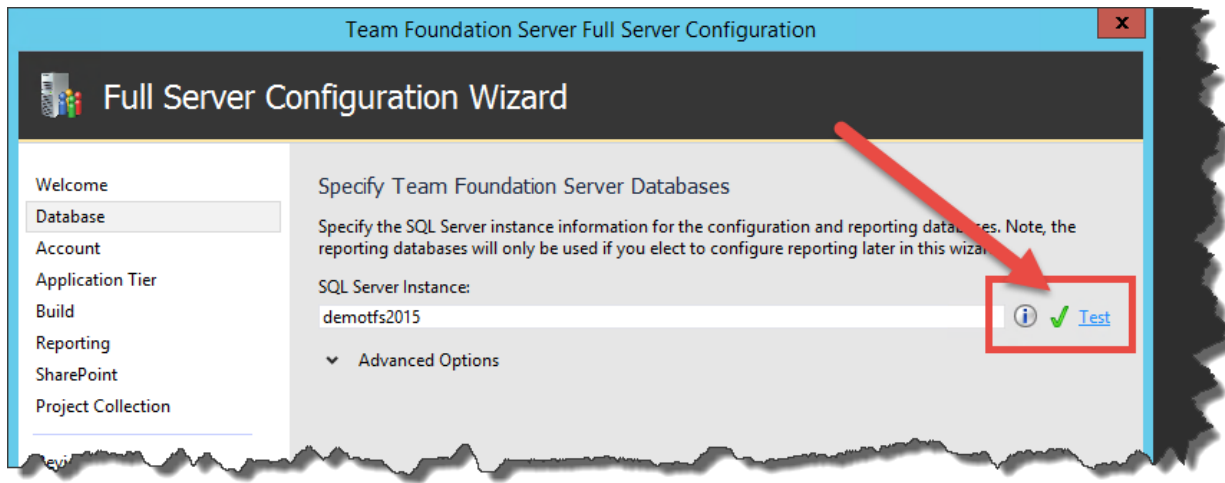 Team Foundation Server Full Server Configuration
x
Full Server Configuration Wizard
Welcome
Database
Account
Application Tier
Build
Reporting
SharePoint
Project Collection
Specify Team Foundation Server Databases
Specify the SQL Server instance information for the configuration and reporting databases. Note, the
reporting databases will only be used if you elect to configure reporting later in this
SQL Server Instance:
demotfs2015
i
Test
Advanced Options